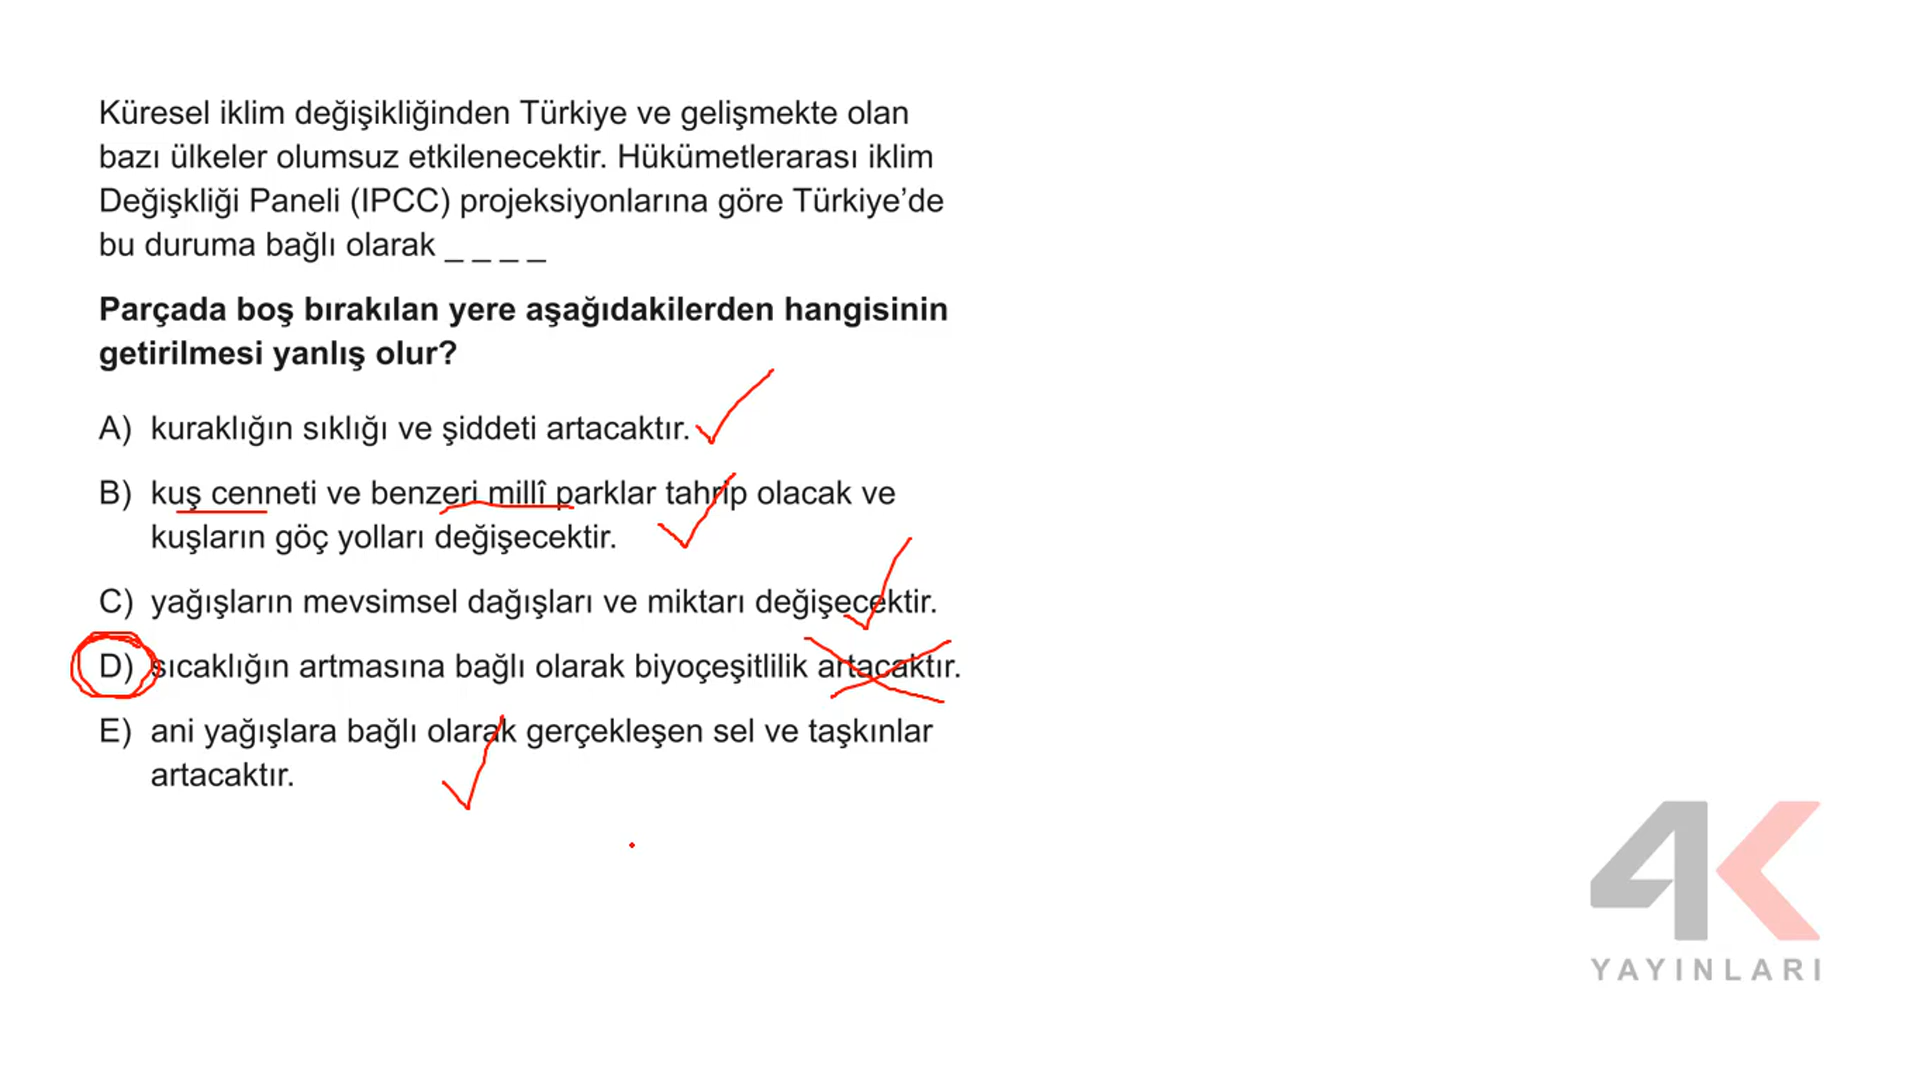 Küresel iklim değişikliğinden Türkiye ve gelişmekte olan
bazı ülkeler olumsuz etkilenecektir. Hükümetlerarası iklim
Değişkliği Paneli (IPCC) projeksiyonlarına göre Türkiye’de
bu duruma bağlı olarak _ _ _ _
Parçada boş bırakılan yere aşağıdakilerden hangisinin
getirilmesi yanlış olur?
A) kuraklığın sıklığı ve şiddeti artacaktır.
B) kuş cenneti ve benzeri millî parklar tahrip olacak ve
kuşların göç yolları değişecektir.
C) yağışların mevsimsel dağışları ve miktarı değişecektir.
D) sıcaklığın artmasına bağlı olarak biyoçeşitlilik artacaktır.
E) ani yağışlara bağlı olarak gerçekleşen sel ve taşkınlar
artacaktır.
4K
YAYINLARI